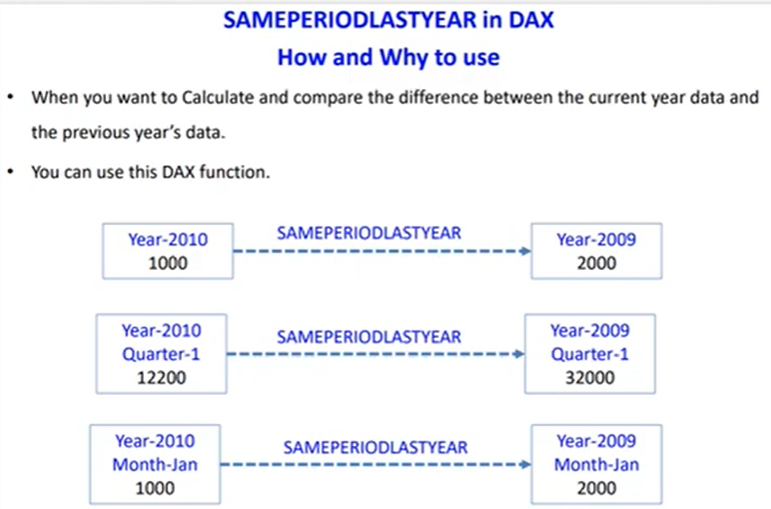 SAMEPERIODLASTYEAR in DAX
How and Why to use
• When you want to Calculate and compare the difference between the current year data and
the previous year's data.
• You can use this DAX function.
Year-2010
1000
SAMEPERIODLASTYEAR
Year-2009
2000
Year-2010
Quarter-1
12200
SAMEPERIODLASTYEAR
Year-2009
Quarter-1
32000
Year-2010
Month-Jan
1000
SAMEPERIODLASTYEAR
Year-2009
Month-Jan
2000